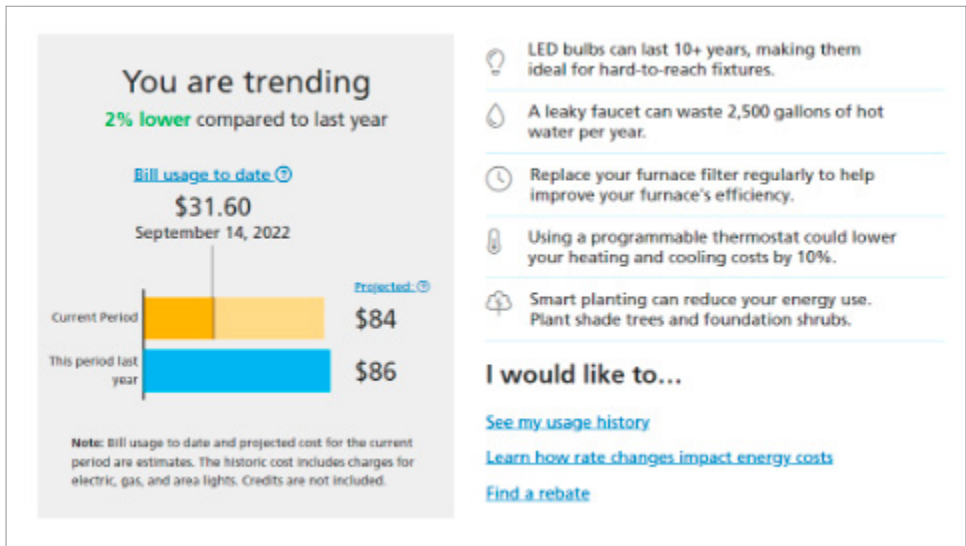 You are trending
2% lower compared to last year
Bill usage to date ?
$31.60
September 14, 2022
Projected: ?
Current Period
$84
This period last
year
$86
Note: Bill usage to date and projected cost for the current
period are estimates. The historic cost includes charges for
electric, gas, and area lights. Credits are not included.
LED bulbs can last 10+ years, making them
ideal for hard-to-reach fixtures.
A leaky faucet can waste 2,500 gallons of hot
water per year.
Replace your furnace filter regularly to help
improve your furnace's efficiency.
Using a programmable thermostat could lower
your heating and cooling costs by 10%.
Smart planting can reduce your energy use.
Plant shade trees and foundation shrubs.
I would like to...
See my usage history
Learn how rate changes impact energy costs
Find a rebate